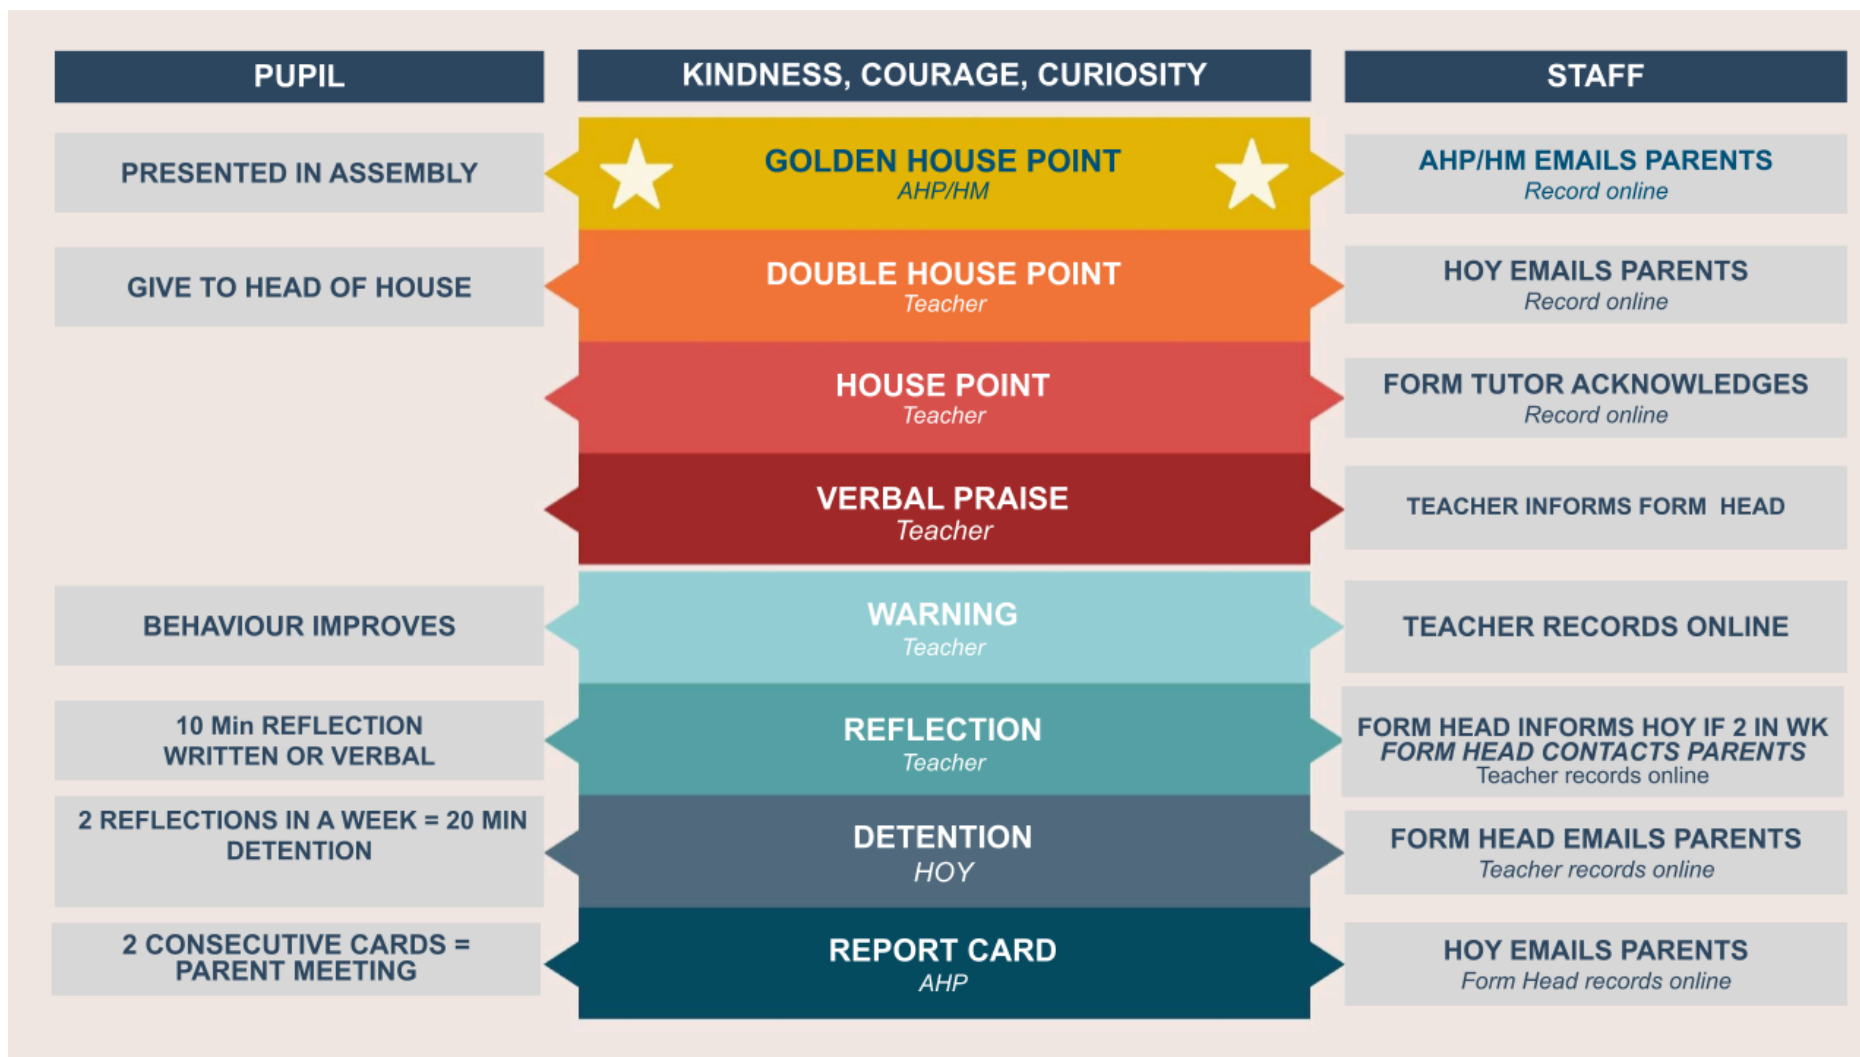 PUPIL
KINDNESS, COURAGE, CURIOSITY
STAFF
PRESENTED IN ASSEMBLY
GOLDEN HOUSE POINT
AHP/HM
AHP/HM EMAILS PARENTS
Record online
GIVE TO HEAD OF HOUSE
DOUBLE HOUSE POINT
Teacher
HOY EMAILS PARENTS
Record online
HOUSE POINT
Teacher
FORM TUTOR ACKNOWLEDGES
Record online
VERBAL PRAISE
Teacher
TEACHER INFORMS FORM HEAD
BEHAVIOUR IMPROVES
WARNING
Teacher
TEACHER RECORDS ONLINE
10 Min REFLECTION
WRITTEN OR VERBAL
REFLECTION
Teacher
FORM HEAD INFORMS HOY IF 2 IN WK
FORM HEAD CONTACTS PARENTS
Teacher records online
2 REFLECTIONS IN A WEEK = 20 MIN
DETENTION
DETENTION
HOY
FORM HEAD EMAILS PARENTS
Teacher records online
2 CONSECUTIVE CARDS =
PARENT MEETING
REPORT CARD
AHP
HOY EMAILS PARENTS
Form Head records online